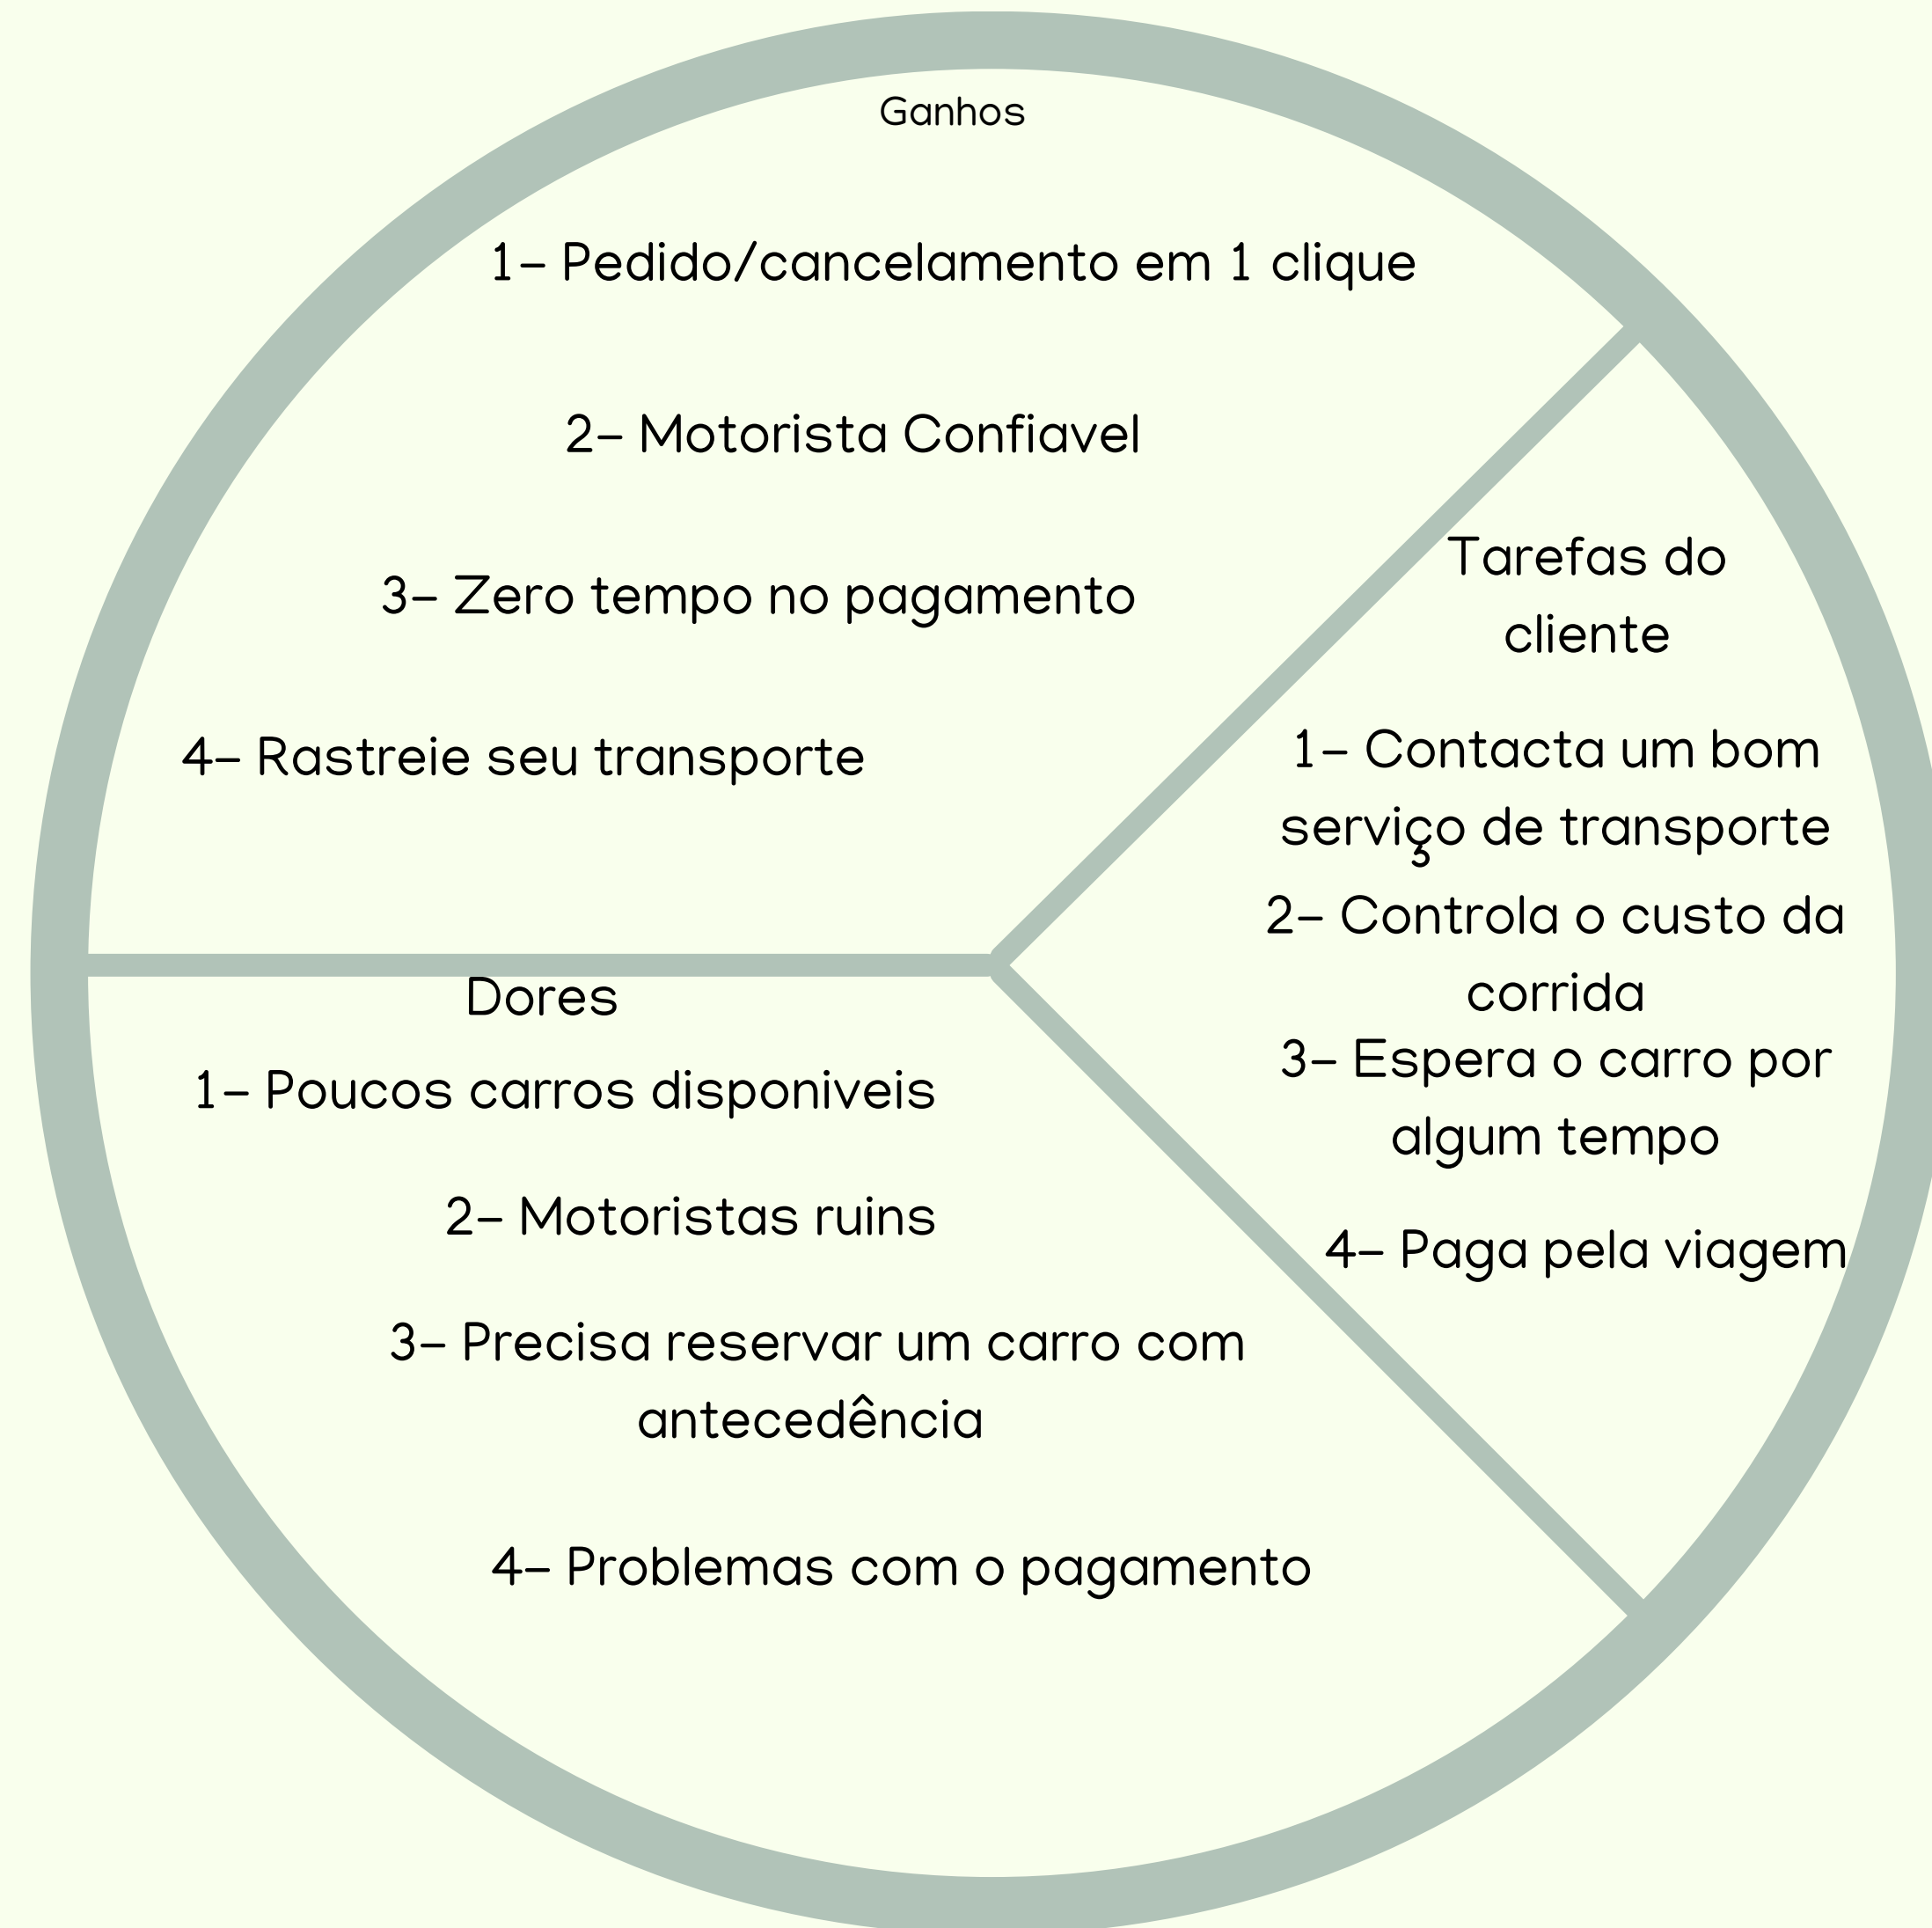 Ganhos
1- Pedido/cancelamento em 1 clique
2- Motorista Confiavel
3- Zero tempo no pagamento
4- Rastreie seu transporte
Tarefas do
cliente
1- Contacta um bom
serviço de transporte
2- Controla o custo da
corrida
3- Espera o carro por
algum tempo
4- Paga pela viagem
Dores
1- Poucos carros disponiveis
2- Motoristas ruins
3- Precisa reservar um carro com
antecedência
4- Problemas com o pagamento